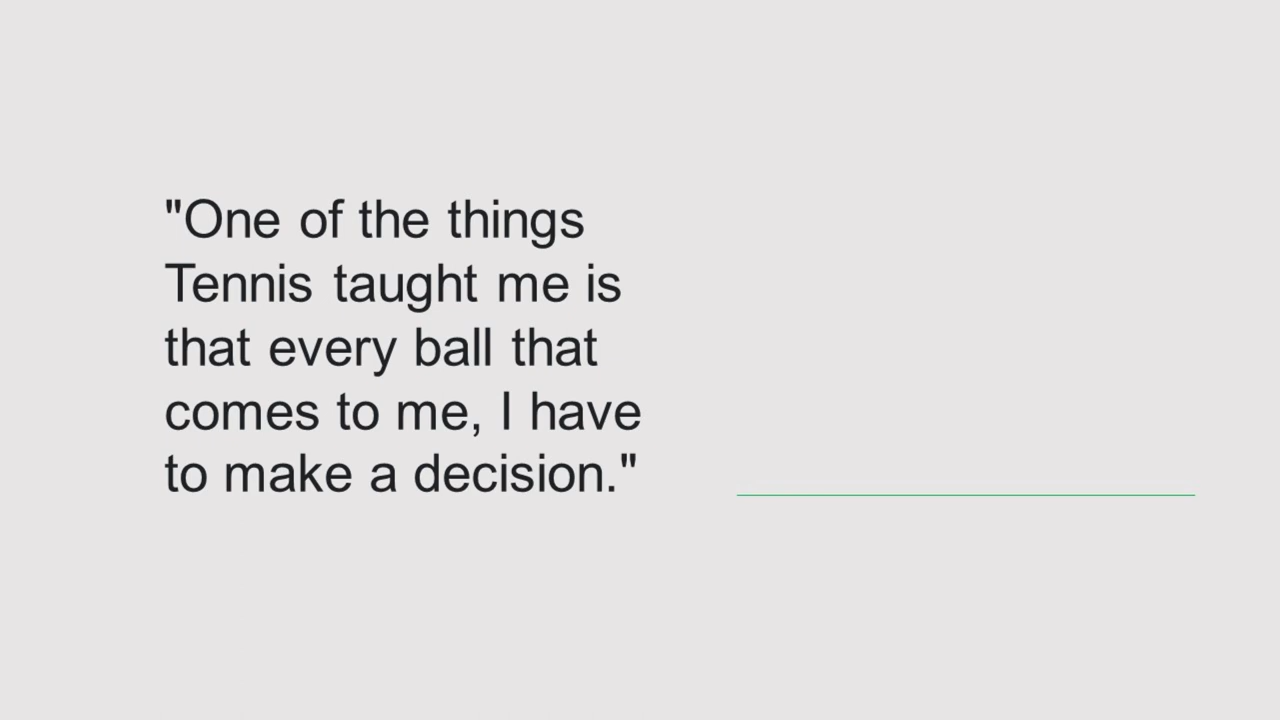 "One of the things
Tennis taught me is
that every ball that
comes to me, I have
to make a decision."